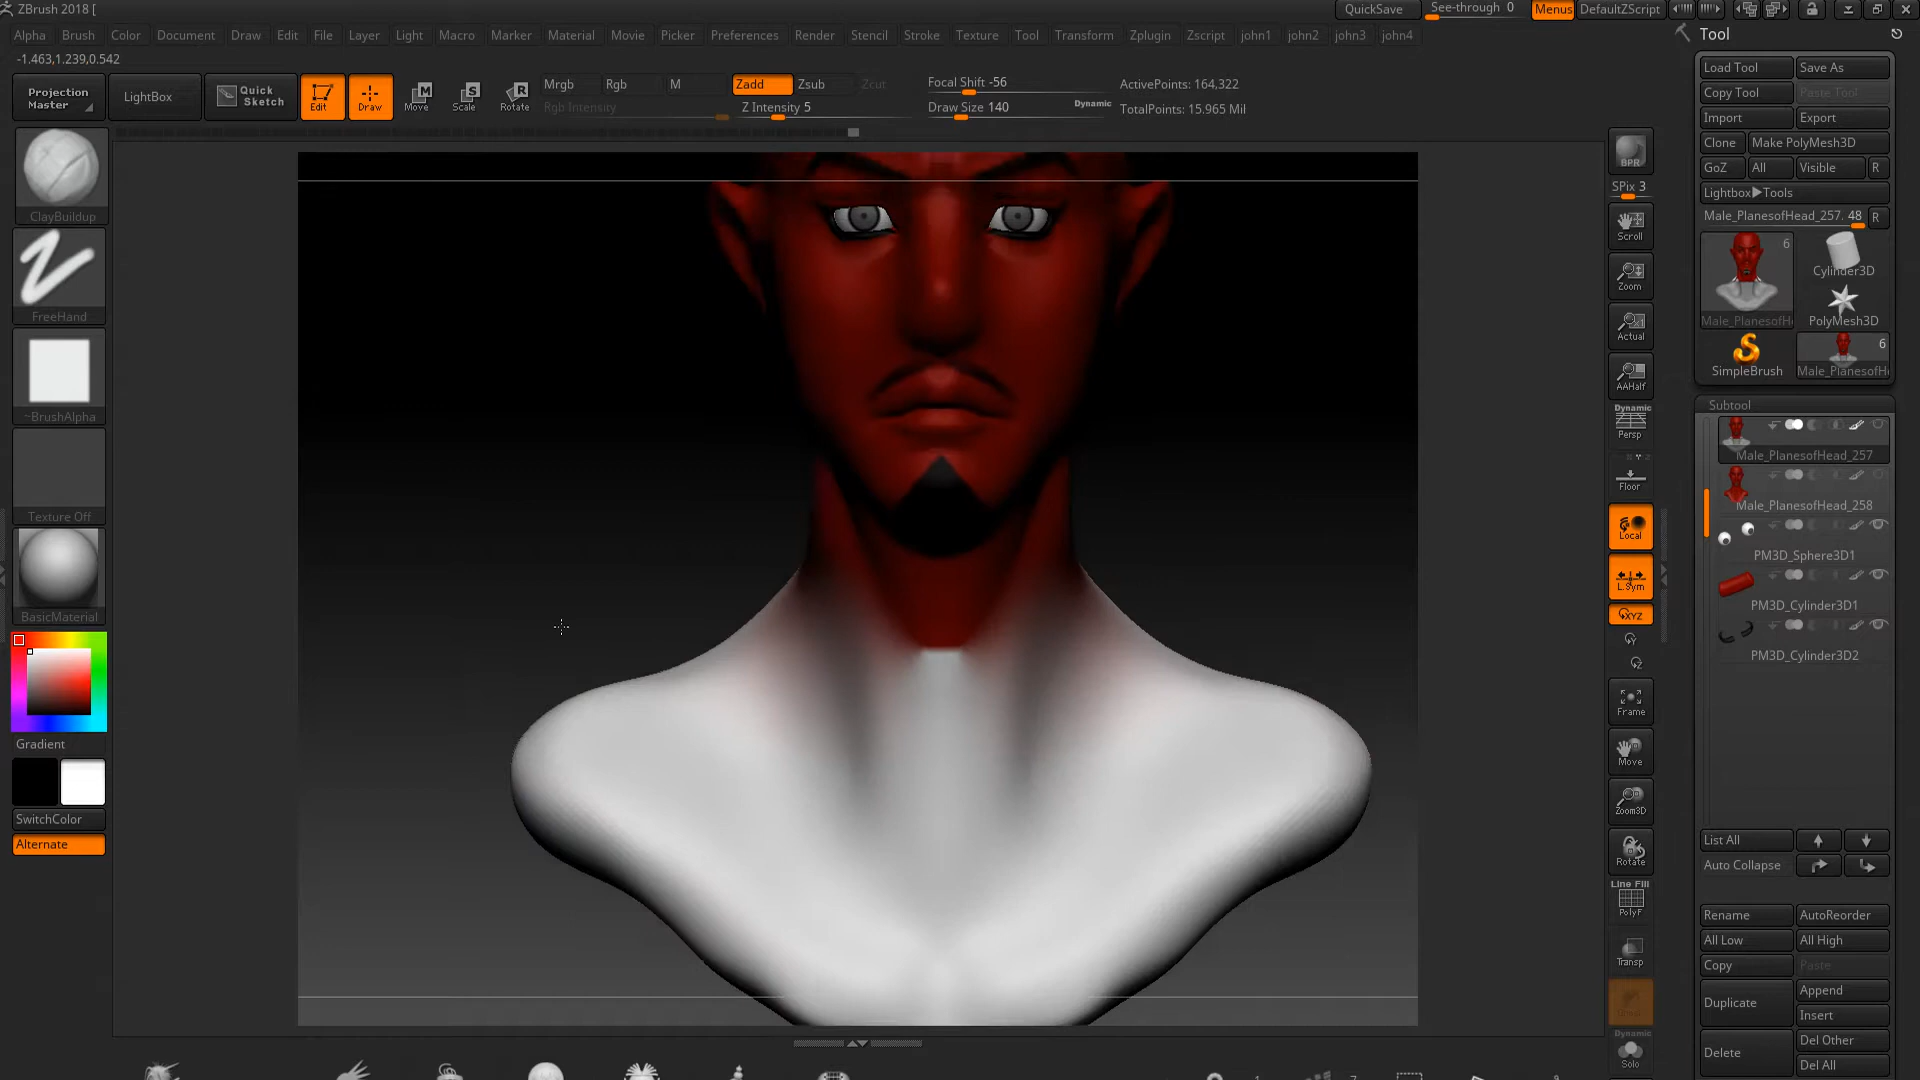 ZBrush 2018 [
QuickSave See-through 0 Menus DefaultZScript
Alpha Brush Color Document Draw Edit File Layer Light Macro Marker Material Movie Picker Preferences Render Stencil Stroke Texture Tool Transform Zplugin Zscript john1 john2 john3 john4
-1.463,1.239,0.542
Projection Master
LightBox
Quick Sketch
Edit
Draw
Move
Scale
Rotate
Mrgb Rgb M Zadd Zsub Zcut
Rgb Intensity Z Intensity 5
Focal Shift -56
Draw Size 140 Dynamic
ActivePoints: 164,322
TotalPoints: 15.965 Mil
ClayBuildup
FreeHand
~BrushAlpha
Texture Off
BasicMaterial
Gradient
SwitchColor
Alternate
BPR
SPix 3
Scroll
Zoom
Actual
AAHalf
Dynamic
Persp
Floor
Local
L.Sym
XYZ
Frame
Move
Zoom3D
Rotate
Line Fill
PolyF
Transp
Dynamic
Solo
Tool
Load Tool Save As
Copy Tool Paste Tool
Import Export
Clone Make PolyMesh3D
GoZ All Visible R
Lightbox▶Tools
Male_PlanesofHead_257. 48 R
6
Cylinder3D
Male_PlanesofH
PolyMesh3D
6
SimpleBrush Male_PlanesofH
Subtool
Male_PlanesofHead_257
Male_PlanesofHead_258
PM3D_Sphere3D1
PM3D_Cylinder3D1
PM3D_Cylinder3D2
List All
Auto Collapse
Rename AutoReorder
All Low All High
Copy Paste
Duplicate Append
Insert
Delete Del Other
Del All